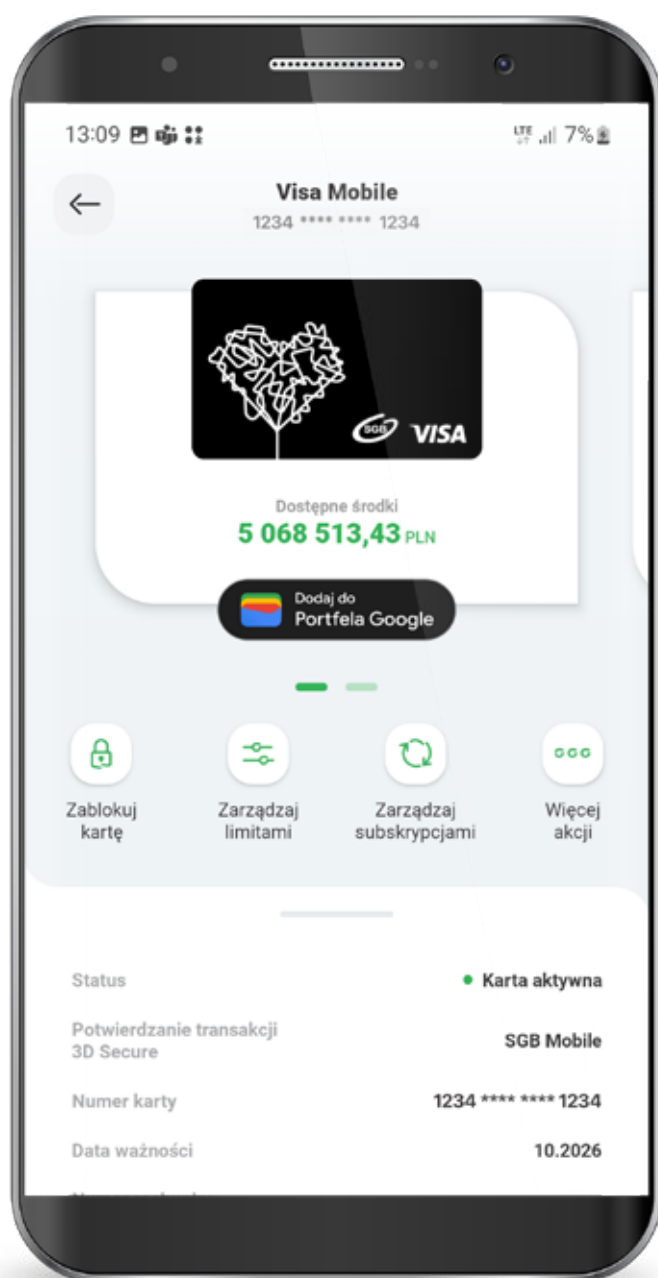 13:09
LTE 7%
Visa Mobile
1234 **** **** 1234
SGB VISA
Dostępne środki
5 068 513,43 PLN
Dodaj do
Portfela Google
Zablokuj
kartę
Zarządzaj
limitami
Zarządzaj
subskrypcjami
Więcej
akcji
Status
Karta aktywna
Potwierdzanie transakcji
3D Secure
SGB Mobile
Numer karty
1234 **** **** 1234
Data ważności
10.2026